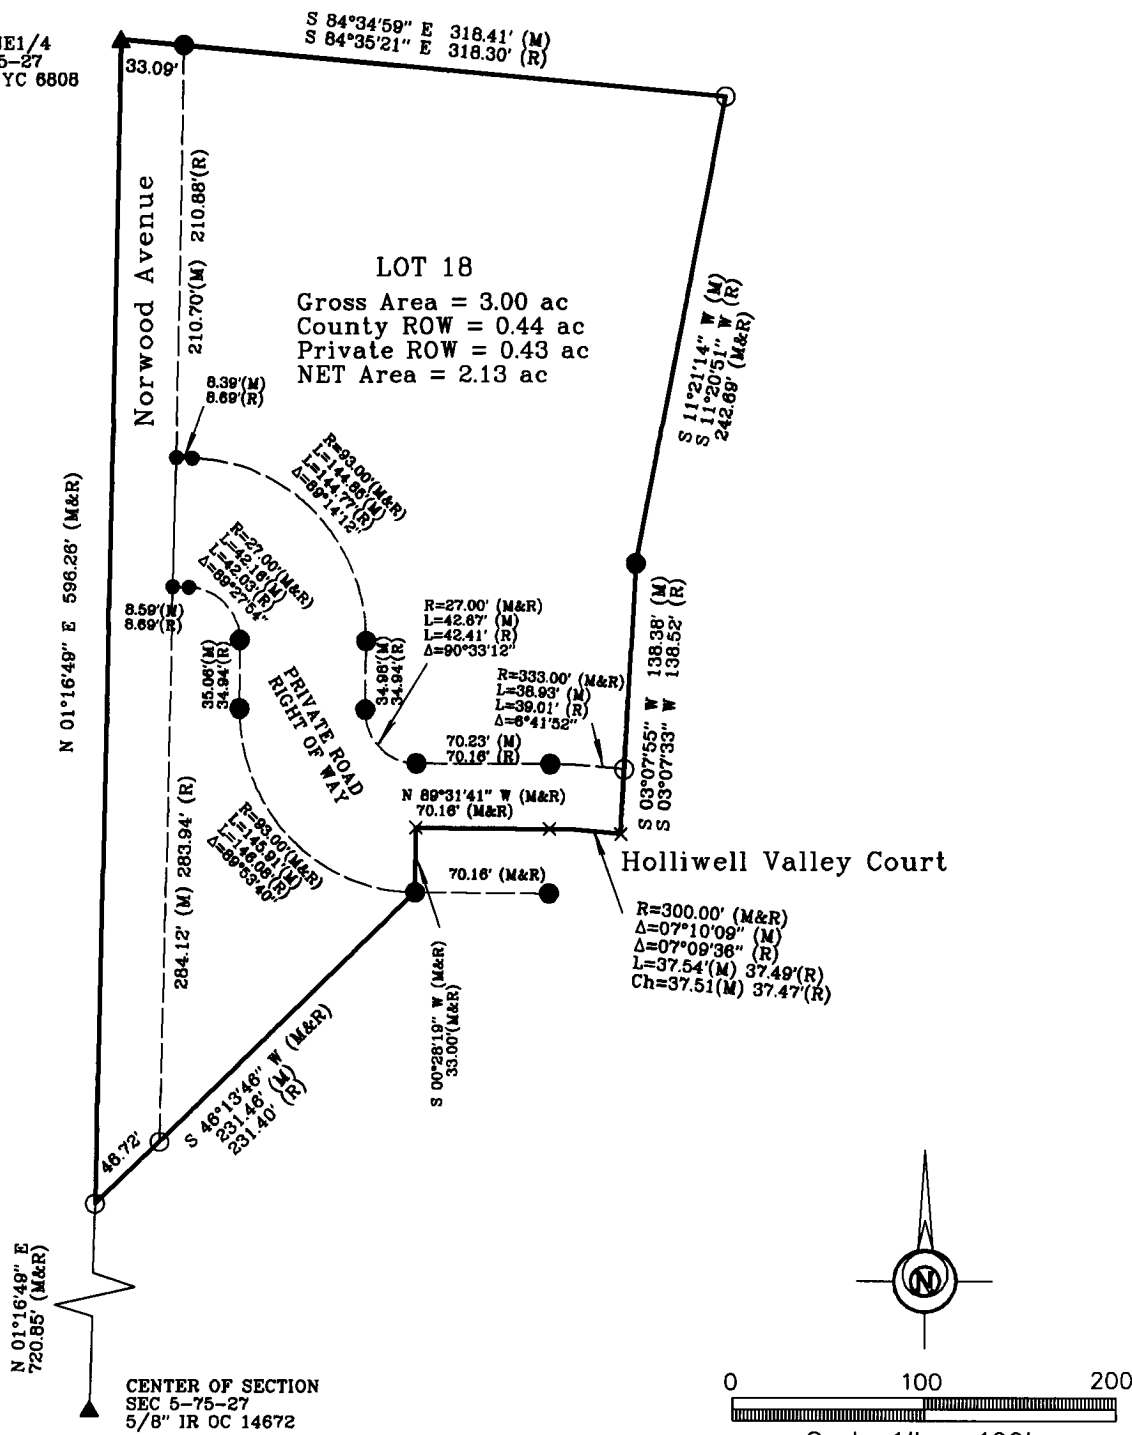 S 84°34'59" E 318.41' (M)
S 84°35'21" E 318.30' (R)
NE1/4
5-27
YC 6808
33.09'
Norwood Avenue
210.70'(M) 210.88'(R)
LOT 18
Gross Area = 3.00 ac
County ROW = 0.44 ac
Private ROW = 0.43 ac
NET Area = 2.13 ac
S 11°21'14" W (M)
S 11°20'51" W (R)
242.69' (M&R)
8.39'(M)
8.69'(R)
R=93.00'(M&R)
L=144.86'(M)
L=144.77'(R)
Δ=89°14'12"
N 01°16'49" E 596.26' (M&R)
R=27.00'(M&R)
L=42.16'(M)
L=42.03'(R)
Δ=89°27'54"
8.59'(M)
8.69'(R)
35.06'(M)
34.94'(R)
34.98'(M)
34.94'(R)
R=27.00' (M&R)
L=42.67' (M)
L=42.41' (R)
Δ=90°33'12"
R=333.00' (M&R)
L=38.93' (M)
L=39.01' (R)
Δ=6°41'52"
S 03°07'55" W 138.38' (M)
S 03°07'33" W 138.52' (R)
PRIVATE ROAD
RIGHT OF WAY
70.23' (M)
70.16' (R)
N 89°31'41" W (M&R)
70.16' (M&R)
Holliwell Valley Court
R=93.00'(M&R)
L=145.91'(M)
L=146.08'(R)
Δ=89°53'40"
284.12' (M) 283.94' (R)
70.16' (M&R)
R=300.00' (M&R)
Δ=07°10'09" (M)
Δ=07°09'36" (R)
L=37.54'(M) 37.49'(R)
Ch=37.51(M) 37.47'(R)
S 00°28'19" W (M&R)
33.00'(M&R)
S 46°13'46" W (M&R)
231.46' (M)
231.40' (R)
46.72'
N 01°16'49" E
720.85' (M&R)
N
CENTER OF SECTION
SEC 5-75-27
5/8" IR OC 14672
0 100 200